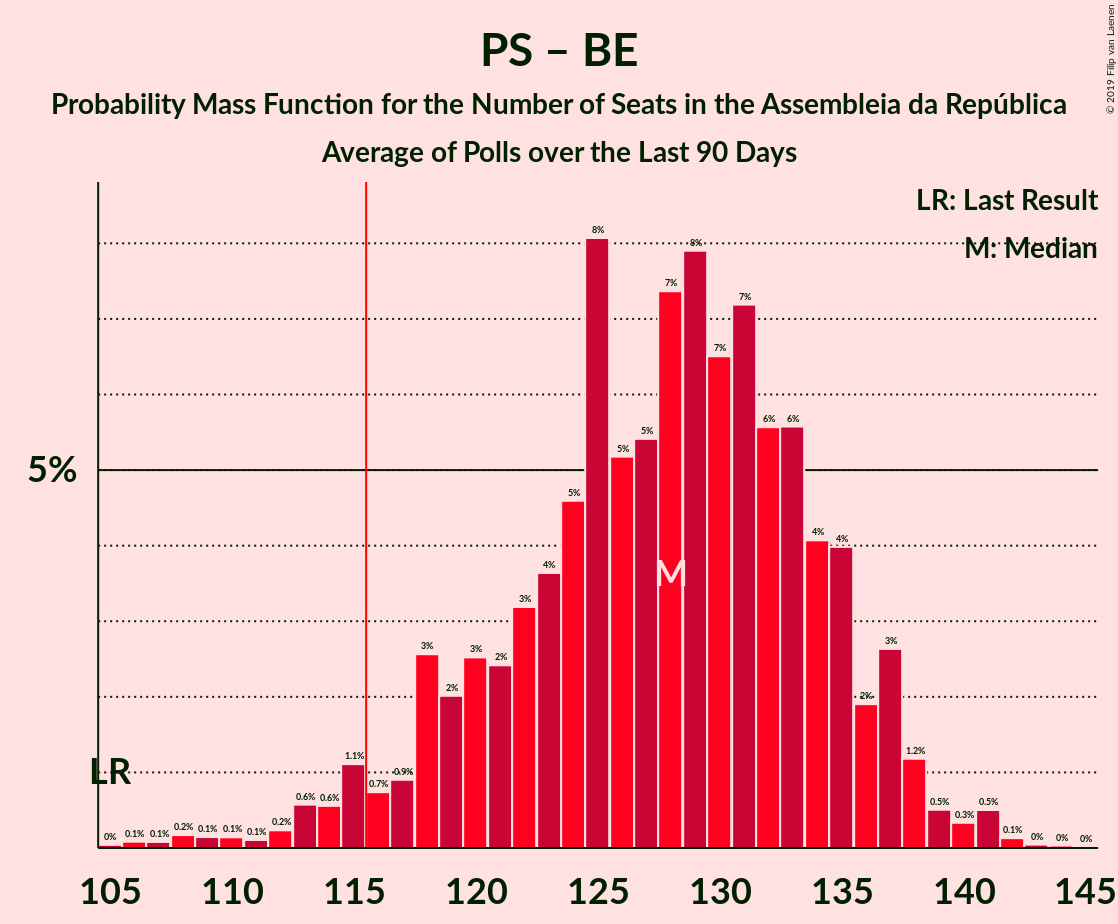 PS – BE
Probability Mass Function for the Number of Seats in the Assembleia da República
Average of Polls over the Last 90 Days
© 2019 Filip van Laenen
LR: Last Result
M: Median
5%
LR
M
0% 0.1% 0.1% 0.2% 0.1% 0.1% 0.1% 0.2% 0.6% 0.6% 1.1% 0.7% 0.9% 3% 2% 3% 2% 3% 4% 5% 8% 5% 5% 7% 8% 7% 7% 6% 6% 4% 4% 2% 3% 1.2% 0.5% 0.3% 0.5% 0.1% 0% 0% 0%
105 110 115 120 125 130 135 140 145